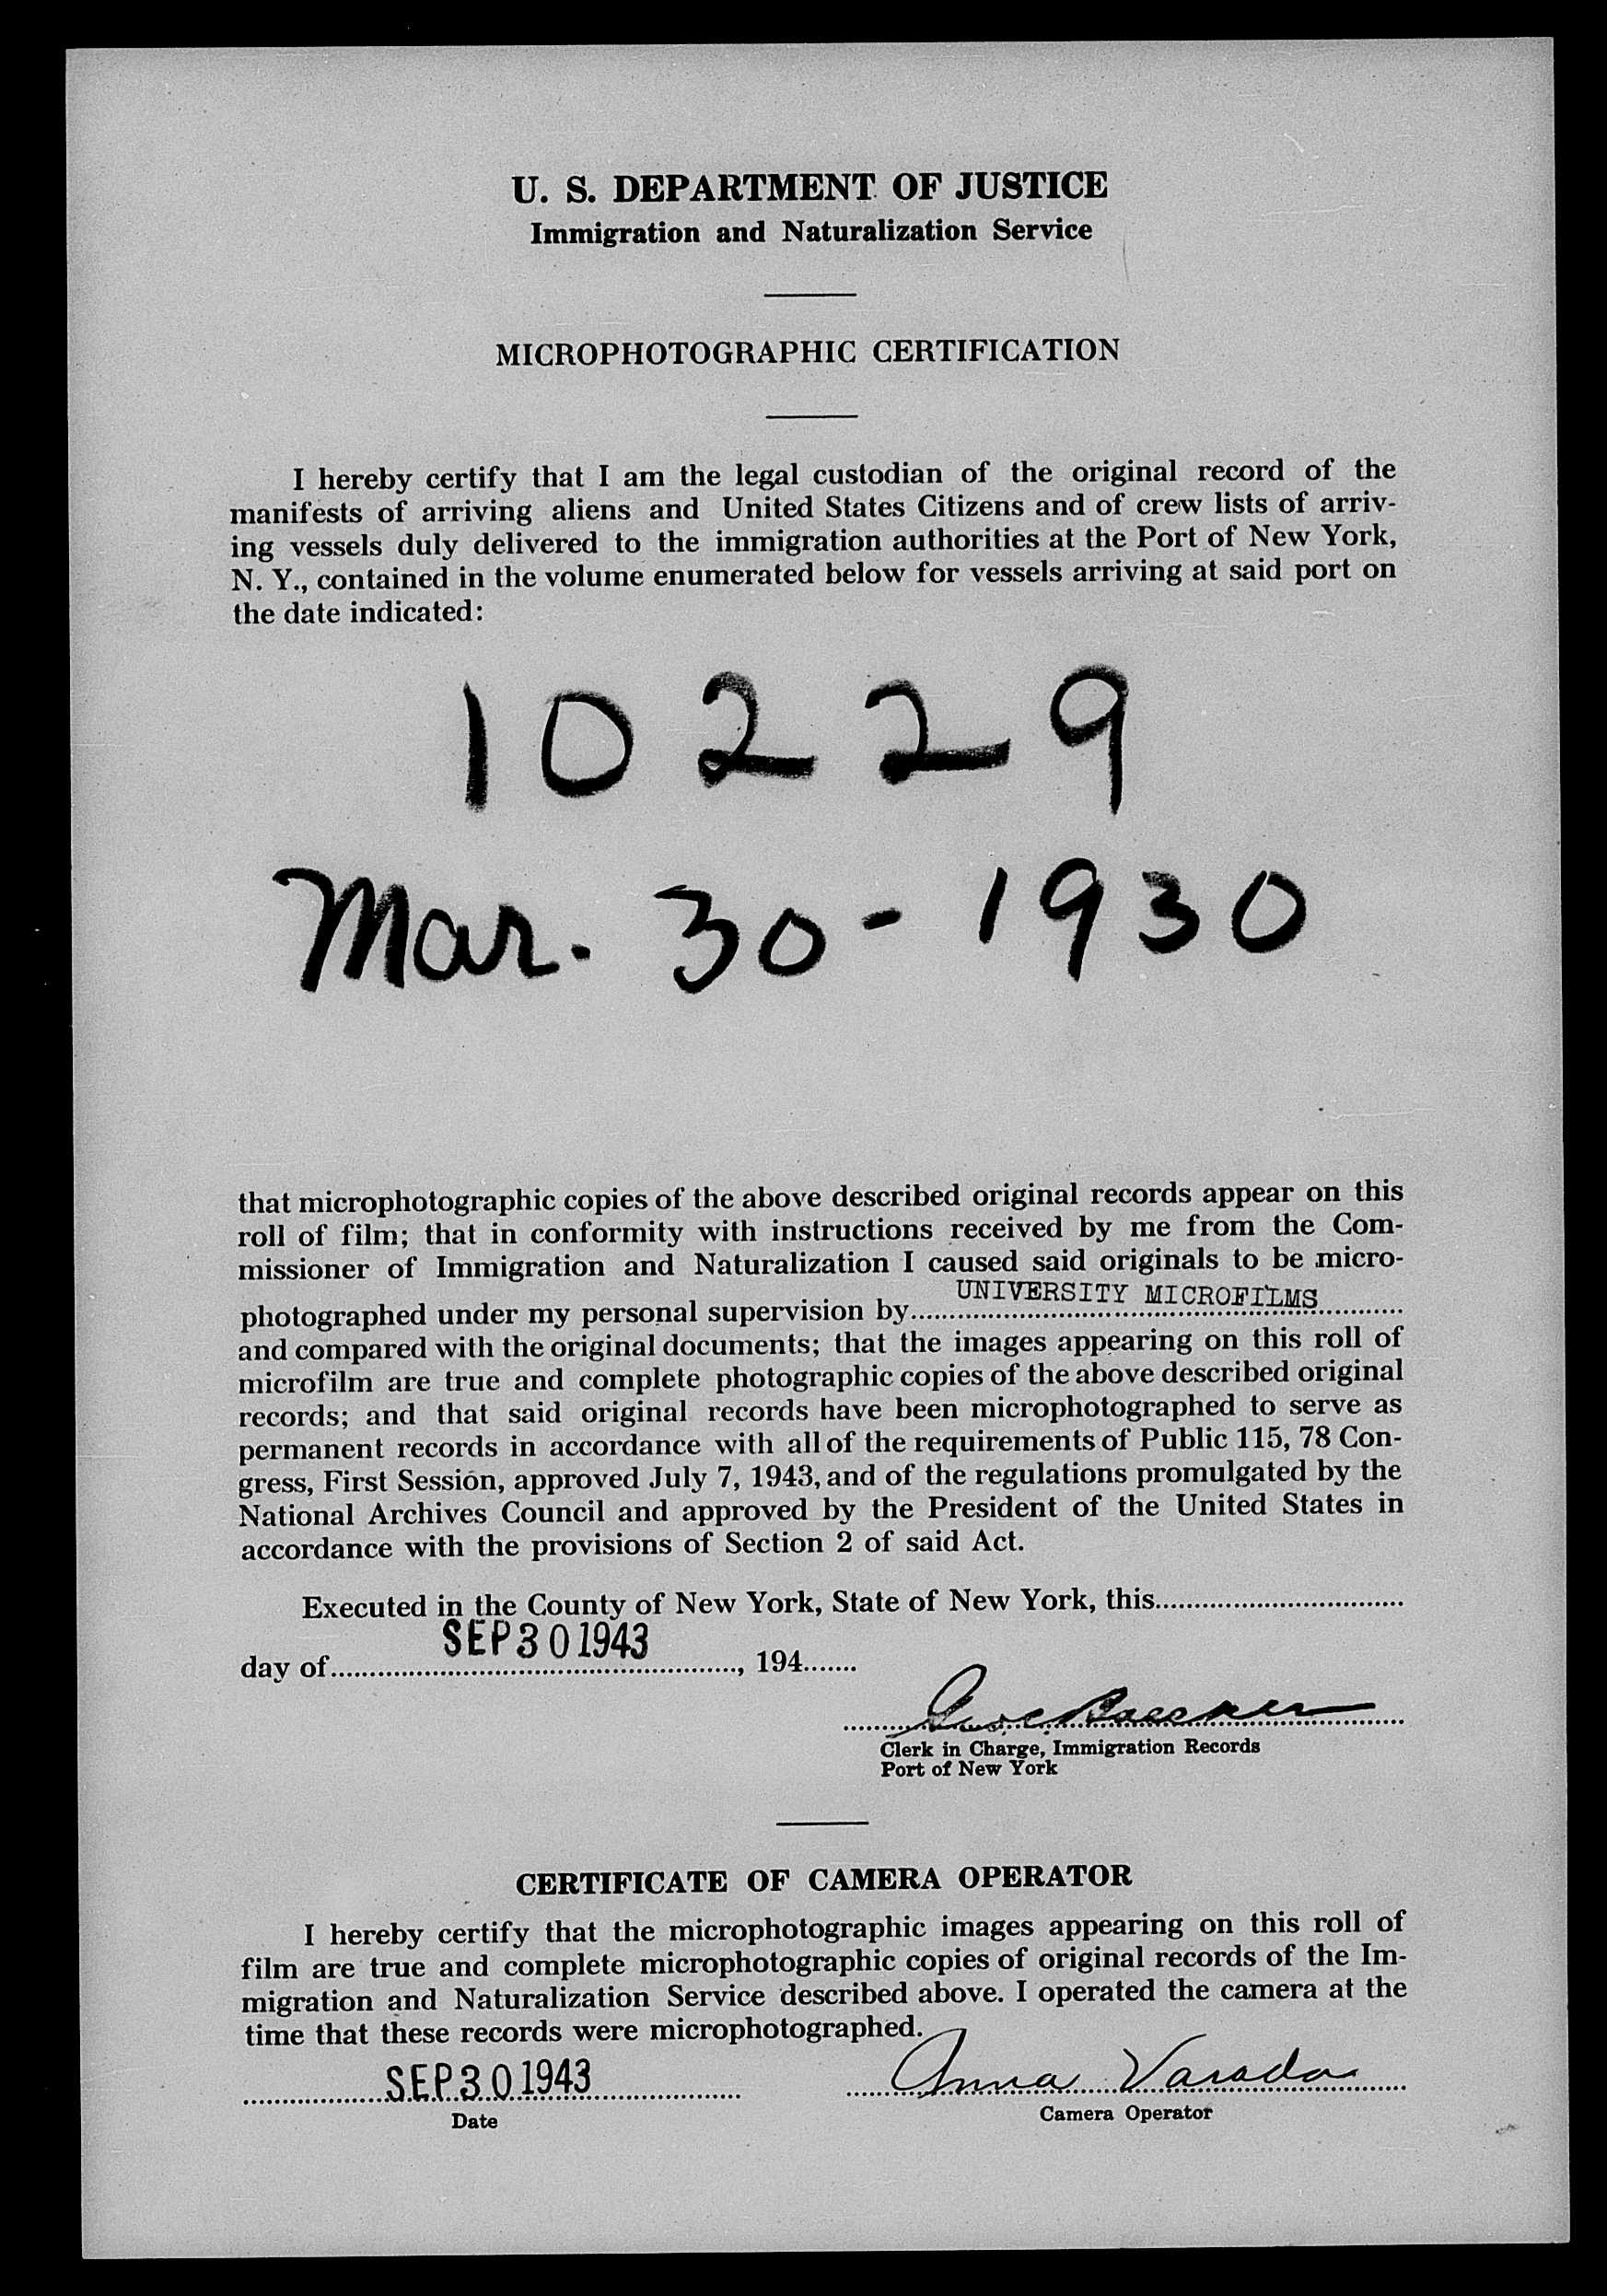 U. S. DEPARTMENT OF JUSTICE
Immigration and Naturalization Service
MICROPHOTOGRAPHIC CERTIFICATION
I hereby certify that I am the legal custodian of the original record of the
manifests of arriving aliens and United States Citizens and of crew lists of arriv-
ing vessels duly delivered to the immigration authorities at the Port of New York,
N. Y., contained in the volume enumerated below for vessels arriving at said port on
the date indicated:
10229
Mar. 30 - 1930
that microphotographic copies of the above described original records appear on this
roll of film; that in conformity with instructions received by me from the Com-
missioner of Immigration and Naturalization I caused said originals to be micro-
photographed under my personal supervision by UNIVERSITY MICROFILMS
and compared with the original documents; that the images appearing on this roll of
microfilm are true and complete photographic copies of the above described original
records; and that said original records have been microphotographed to serve as
permanent records in accordance with all of the requirements of Public 115, 78 Con-
gress, First Session, approved July 7, 1943, and of the regulations promulgated by the
National Archives Council and approved by the President of the United States in
accordance with the provisions of Section 2 of said Act.
Executed in the County of New York, State of New York, this
day of SEP 30 1943, 194
Clerk in Charge, Immigration Records
Port of New York
CERTIFICATE OF CAMERA OPERATOR
I hereby certify that the microphotographic images appearing on this roll of
film are true and complete microphotographic copies of original records of the Im-
migration and Naturalization Service described above. I operated the camera at the
time that these records were microphotographed.
SEP 30 1943 Anna Varada
Date Camera Operator